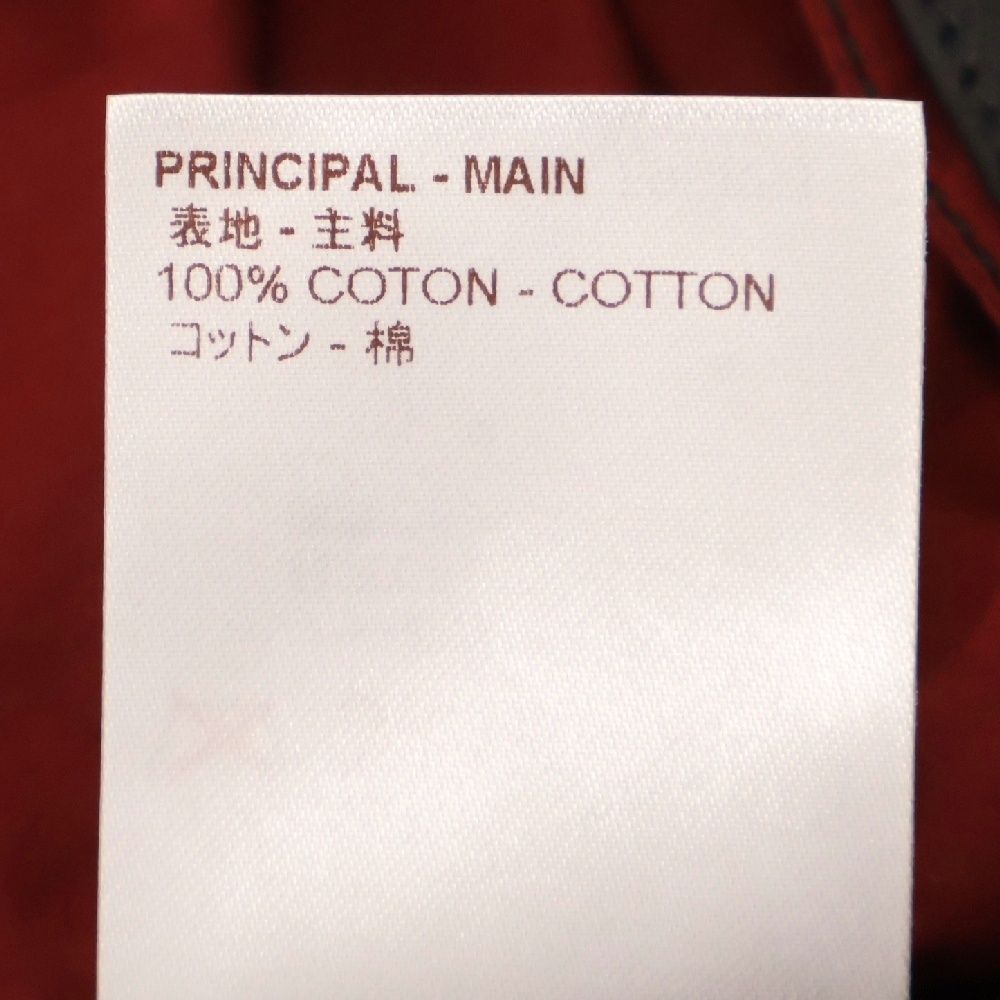 PRINCIPAL - MAIN
表地 - 主料
100% COTON - COTTON
コットン - 棉